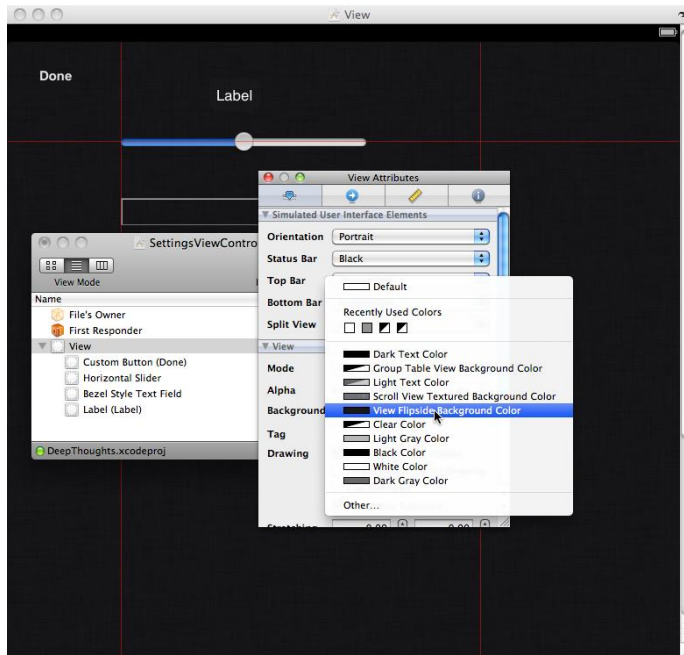 View
Done
Label
View Attributes
Simulated User Interface Elements
Orientation Portrait
Status Bar Black
Top Bar
Bottom Bar
Split View
View
Mode
Alpha
Background
Tag
Drawing
Default
Recently Used Colors
Dark Text Color
Group Table View Background Color
Light Text Color
Scroll View Textured Background Color
View Flipside Background Color
Clear Color
Light Gray Color
Black Color
White Color
Dark Gray Color
Other...
SettingsViewContro
View Mode
Name
File's Owner
First Responder
View
Custom Button (Done)
Horizontal Slider
Bezel Style Text Field
Label (Label)
DeepThoughts.xcodeproj